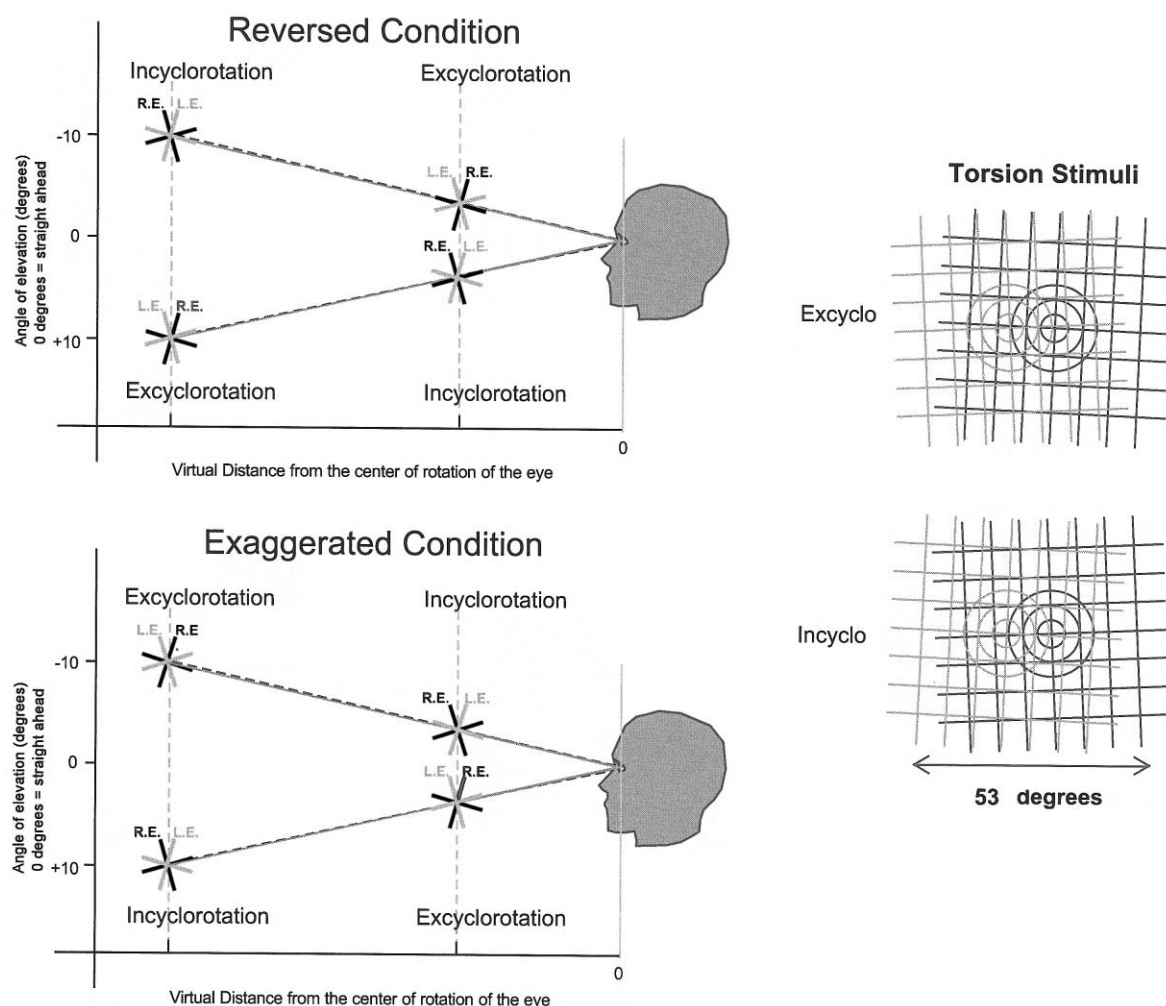 Reversed Condition
Incyclorotation
Excyclorotation
R.E. L.E.
-10
L.E. R.E.
0
R.E. L.E.
L.E. R.E.
+10
Angle of elevation (degrees)
0 degrees = straight ahead
Excyclorotation
Incyclorotation
0
Virtual Distance from the center of rotation of the eye
Exaggerated Condition
Excyclorotation
Incyclorotation
L.E. R.E
-10
R.E. L.E.
0
L.E. R.E.
R.E. L.E.
+10
Angle of elevation (degrees)
0 degrees = straight ahead
Incyclorotation
Excyclorotation
0
Virtual Distance from the center of rotation of the eye
Torsion Stimuli
Excyclo
Incyclo
53 degrees